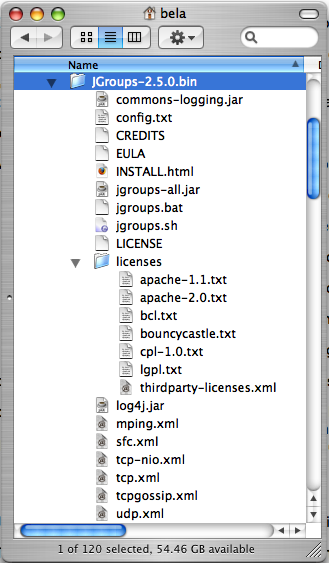 bela
Name
JGroups-2.5.0.bin
commons-logging.jar
config.txt
CREDITS
EULA
INSTALL.html
jgroups-all.jar
jgroups.bat
jgroups.sh
LICENSE
licenses
apache-1.1.txt
apache-2.0.txt
bcl.txt
bouncycastle.txt
cpl-1.0.txt
lgpl.txt
thirdparty-licenses.xml
log4j.jar
mping.xml
sfc.xml
tcp-nio.xml
tcp.xml
tcpgossip.xml
udp.xml
1 of 120 selected, 54.46 GB available